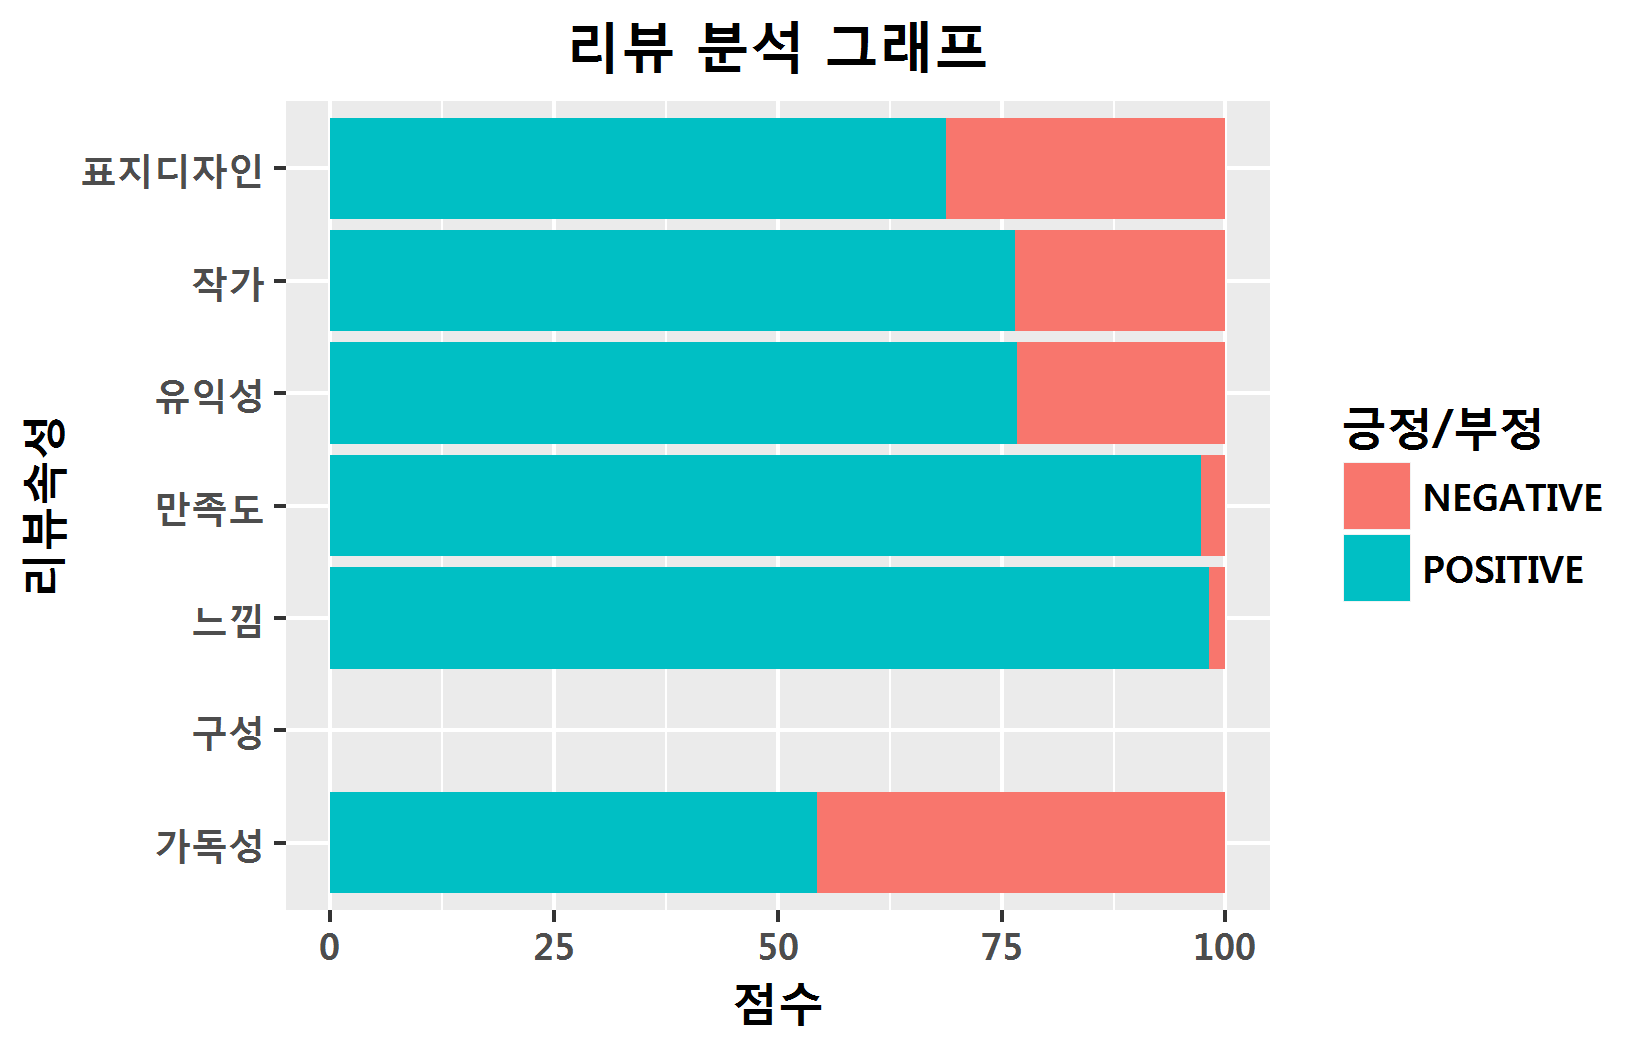 리뷰 분석 그래프
표지디자인
작가
유익성
만족도
느낌
구성
가독성
리뷰속성
0 25 50 75 100
점수
긍정/부정
NEGATIVE
POSITIVE